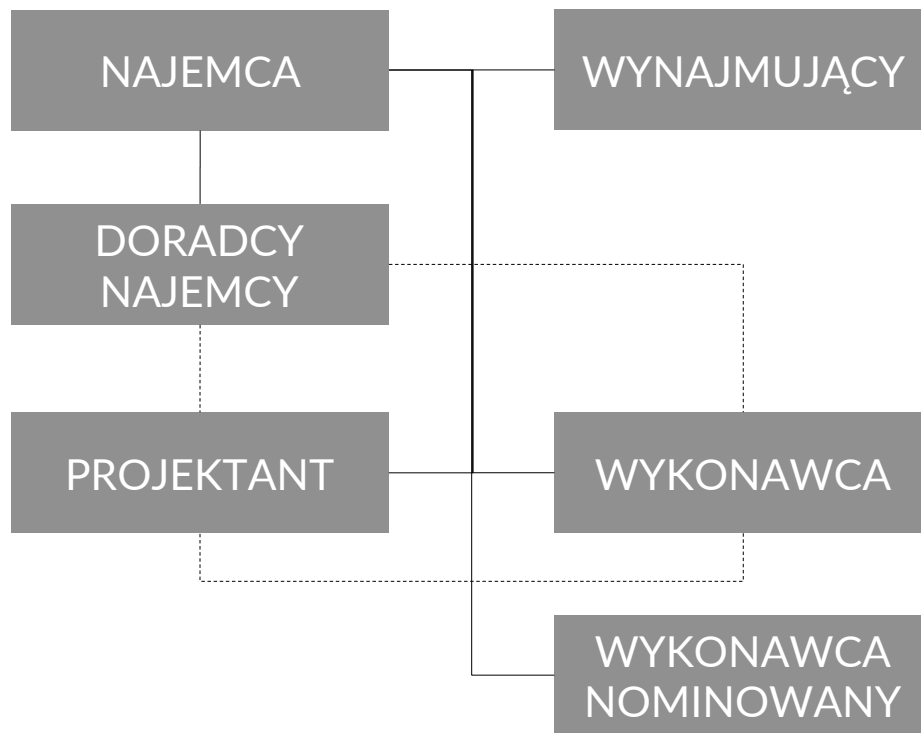 NAJEMCA
WYNAJMUJĄCY
DORADCY
NAJEMCY
PROJEKTANT
WYKONAWCA
WYKONAWCA
NOMINOWANY